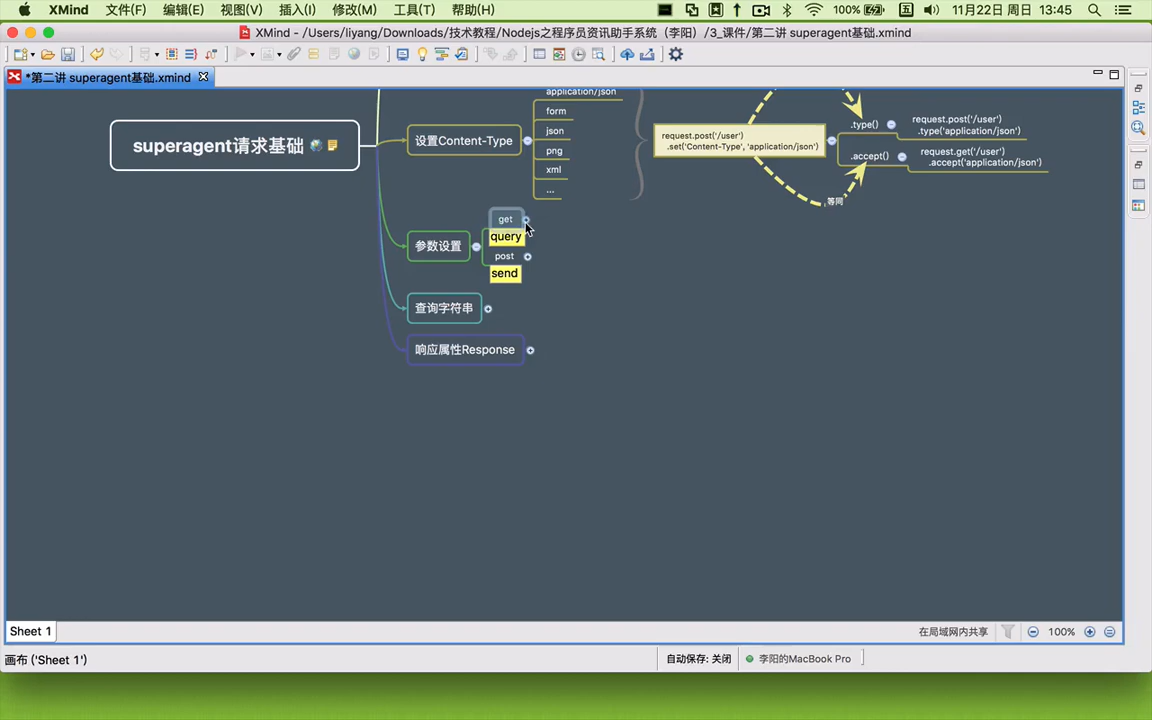 XMind 文件(F) 编辑(E) 视图(V) 插入(I) 修改(M) 工具(T) 帮助(H) 100% 五 11月22日 周日 13:45
XMind - /Users/liyang/Downloads/技术教程/Nodejs之程序员资讯助手系统（李阳）/3_课件/第二讲 superagent基础.xmind
*第二讲 superagent基础.xmind
application/json
form
json
png
xml
...
设置Content-Type
superagent请求基础
request.post('/user')
.set('Content-Type', 'application/json')
.type()
request.post('/user')
.type('application/json')
.accept()
request.get('/user')
.accept('application/json')
等同
参数设置
get
query
post
send
查询字符串
响应属性Response
Sheet 1
在局域网内共享 100%
画布 ('Sheet 1')
自动保存: 关闭
李阳的MacBook Pro